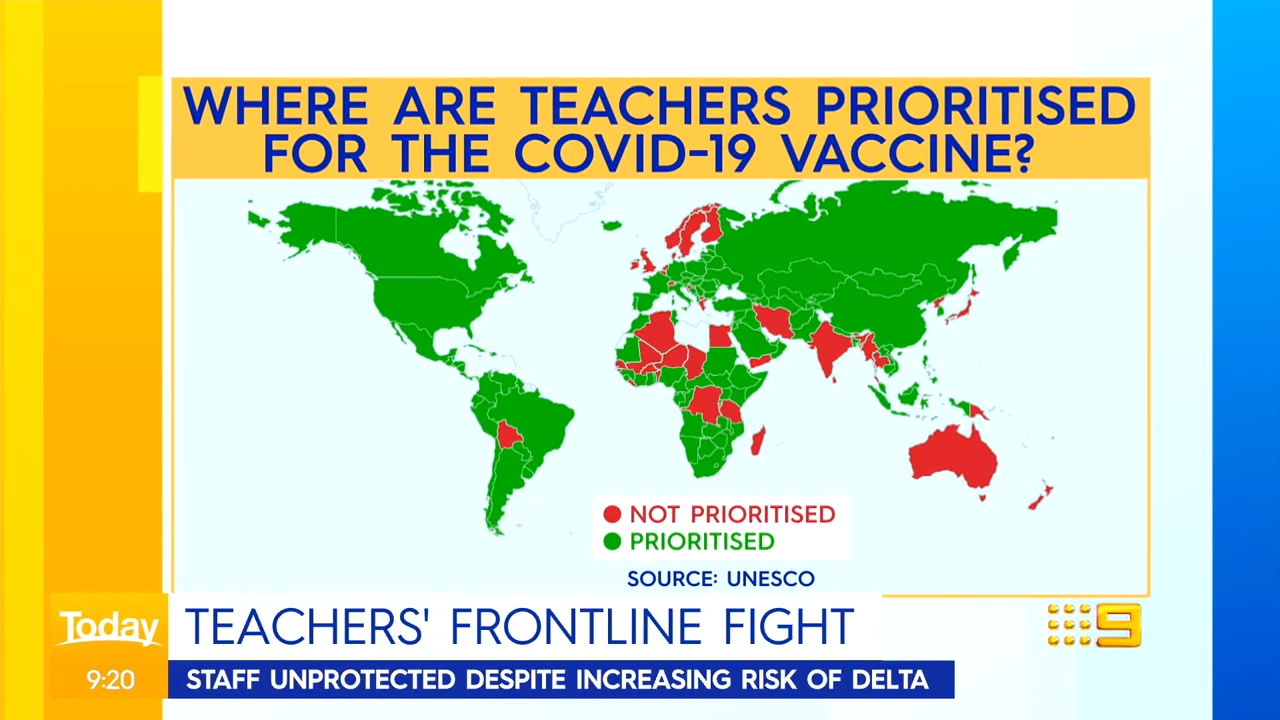 WHERE ARE TEACHERS PRIORITISED
FOR THE COVID-19 VACCINE?
NOT PRIORITISED
PRIORITISED
SOURCE: UNESCO
Today
9:20
TEACHERS' FRONTLINE FIGHT
STAFF UNPROTECTED DESPITE INCREASING RISK OF DELTA
9